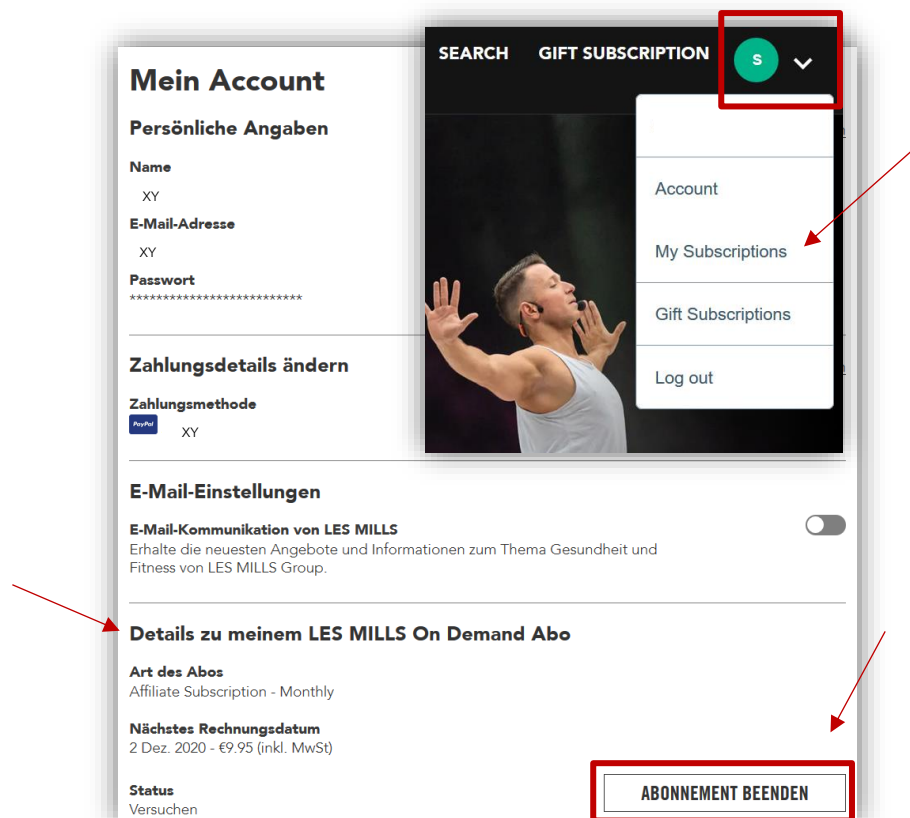 Mein Account
Persönliche Angaben
Name
XY
E-Mail-Adresse
XY
Passwort
**************************
Zahlungsdetails ändern
Zahlungsmethode
PayPal
XY
SEARCH GIFT SUBSCRIPTION S
Account
My Subscriptions
Gift Subscriptions
Log out
E-Mail-Einstellungen
E-Mail-Kommunikation von LES MILLS
Erhalte die neuesten Angebote und Informationen zum Thema Gesundheit und
Fitness von LES MILLS Group.
Details zu meinem LES MILLS On Demand Abo
Art des Abos
Affiliate Subscription - Monthly
Nächstes Rechnungsdatum
2 Dez. 2020 - €9.95 (inkl. MwSt)
Status
Versuchen
ABONNEMENT BEENDEN